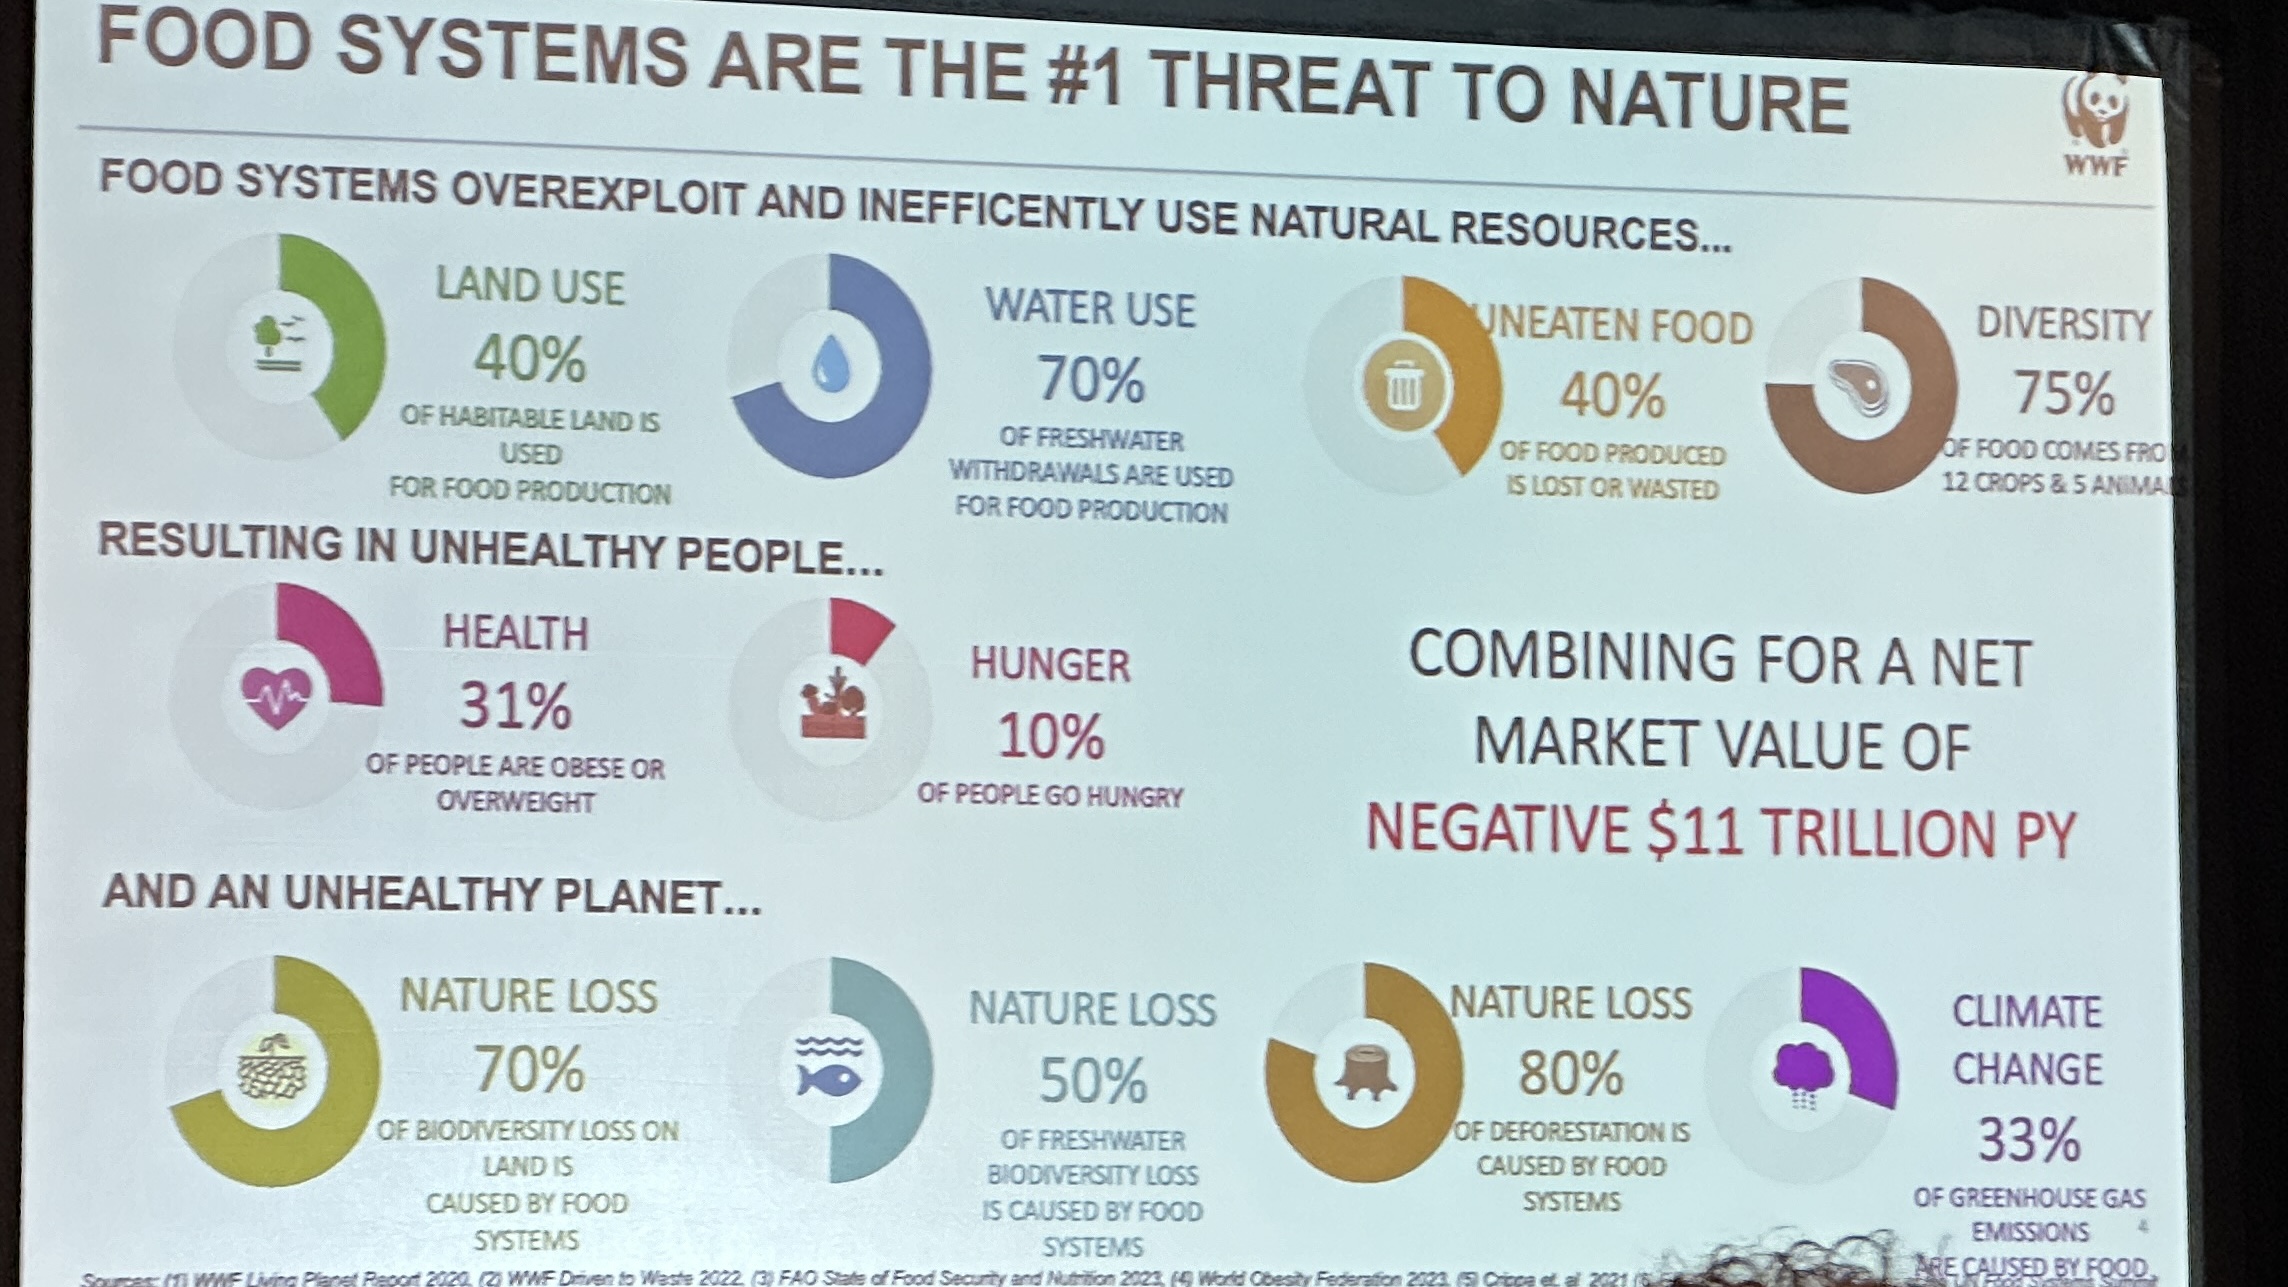 FOOD SYSTEMS ARE THE #1 THREAT TO NATURE
WWF
FOOD SYSTEMS OVEREXPLOIT AND INEFFICENTLY USE NATURAL RESOURCES...
LAND USE
40%
OF HABITABLE LAND IS
USED
FOR FOOD PRODUCTION
WATER USE
70%
OF FRESHWATER
WITHDRAWALS ARE USED
FOR FOOD PRODUCTION
UNEATEN FOOD
40%
OF FOOD PRODUCED
IS LOST OR WASTED
DIVERSITY
75%
OF FOOD COMES FROM
12 CROPS & 5 ANIMALS
RESULTING IN UNHEALTHY PEOPLE...
HEALTH
31%
OF PEOPLE ARE OBESE OR
OVERWEIGHT
HUNGER
10%
OF PEOPLE GO HUNGRY
COMBINING FOR A NET
MARKET VALUE OF
NEGATIVE $11 TRILLION PY
AND AN UNHEALTHY PLANET...
NATURE LOSS
70%
OF BIODIVERSITY LOSS ON
LAND IS
CAUSED BY FOOD
SYSTEMS
NATURE LOSS
50%
OF FRESHWATER
BIODIVERSITY LOSS
IS CAUSED BY FOOD
SYSTEMS
NATURE LOSS
80%
OF DEFORESTATION IS
CAUSED BY FOOD
SYSTEMS
CLIMATE
CHANGE
33%
OF GREENHOUSE GAS
EMISSIONS
ARE CAUSED BY FOOD
4
Sources: (1) WWF Living Planet Report 2020, (2) WWF Driven to Waste 2022, (3) FAO State of Food Security and Nutrition 2023, (4) World Obesity Federation 2023, (5) Crippa et. al 2021